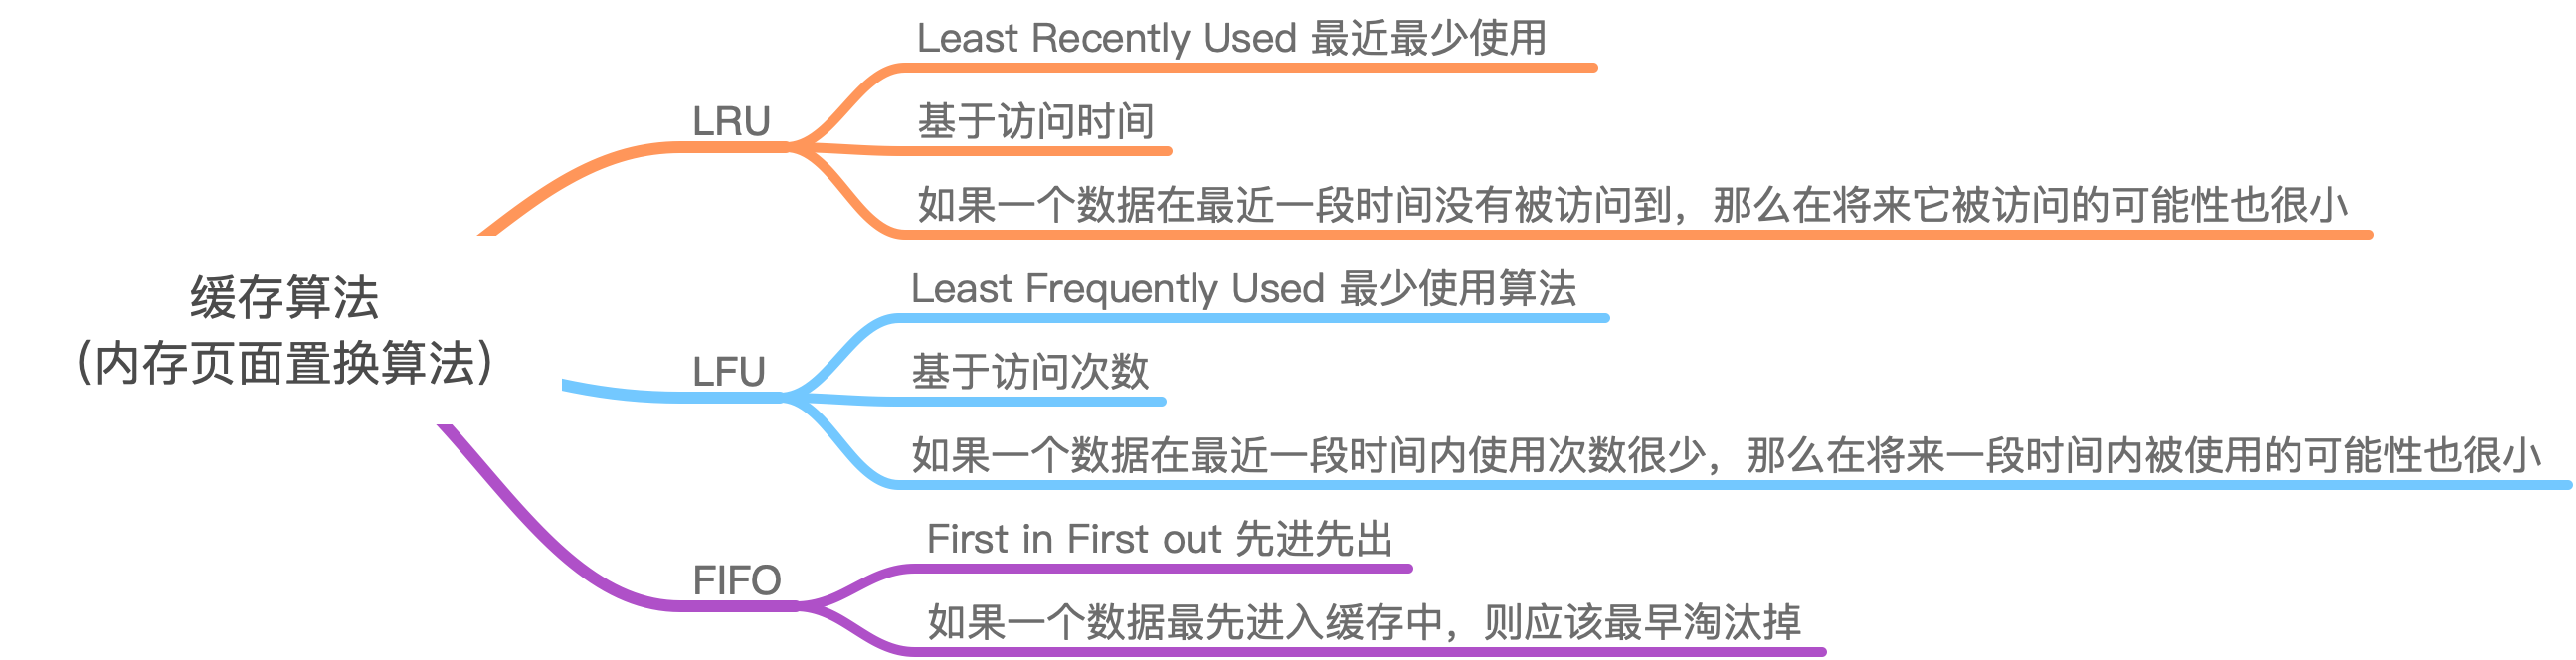 缓存算法
（内存页面置换算法）
LRU
Least Recently Used 最近最少使用
基于访问时间
如果一个数据在最近一段时间没有被访问到，那么在将来它被访问的可能性也很小
LFU
Least Frequently Used 最少使用算法
基于访问次数
如果一个数据在最近一段时间内使用次数很少，那么在将来一段时间内被使用的可能性也很小
FIFO
First in First out 先进先出
如果一个数据最先进入缓存中，则应该最早淘汰掉